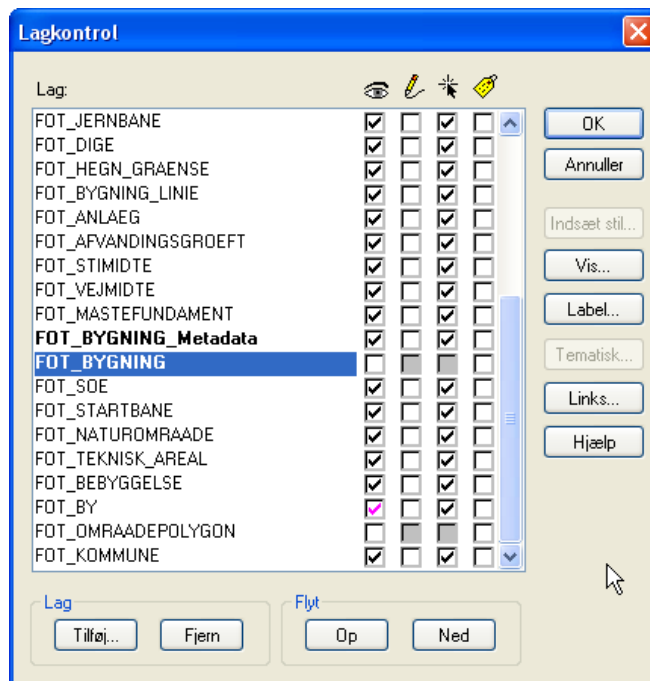 Lagkontrol
Lag:
FOT_JERNBANE
FOT_DIGE
FOT_HEGN_GRAENSE
FOT_BYGNING_LINIE
FOT_ANLAEG
FOT_AFVANDINGSGROEFT
FOT_STIMIDTE
FOT_VEJMIDTE
FOT_MASTEFUNDAMENT
FOT_BYGNING_Metadata
FOT_BYGNING
FOT_SOE
FOT_STARTBANE
FOT_NATUROMRAADE
FOT_TEKNISK_AREAL
FOT_BEBYGGELSE
FOT_BY
FOT_OMRAADEPOLYGON
FOT_KOMMUNE
OK
Annuller
Indsæt stil...
Vis...
Label...
Tematisk...
Links...
Hjælp
Lag
Tilføj...
Fjern
Flyt
Op
Ned